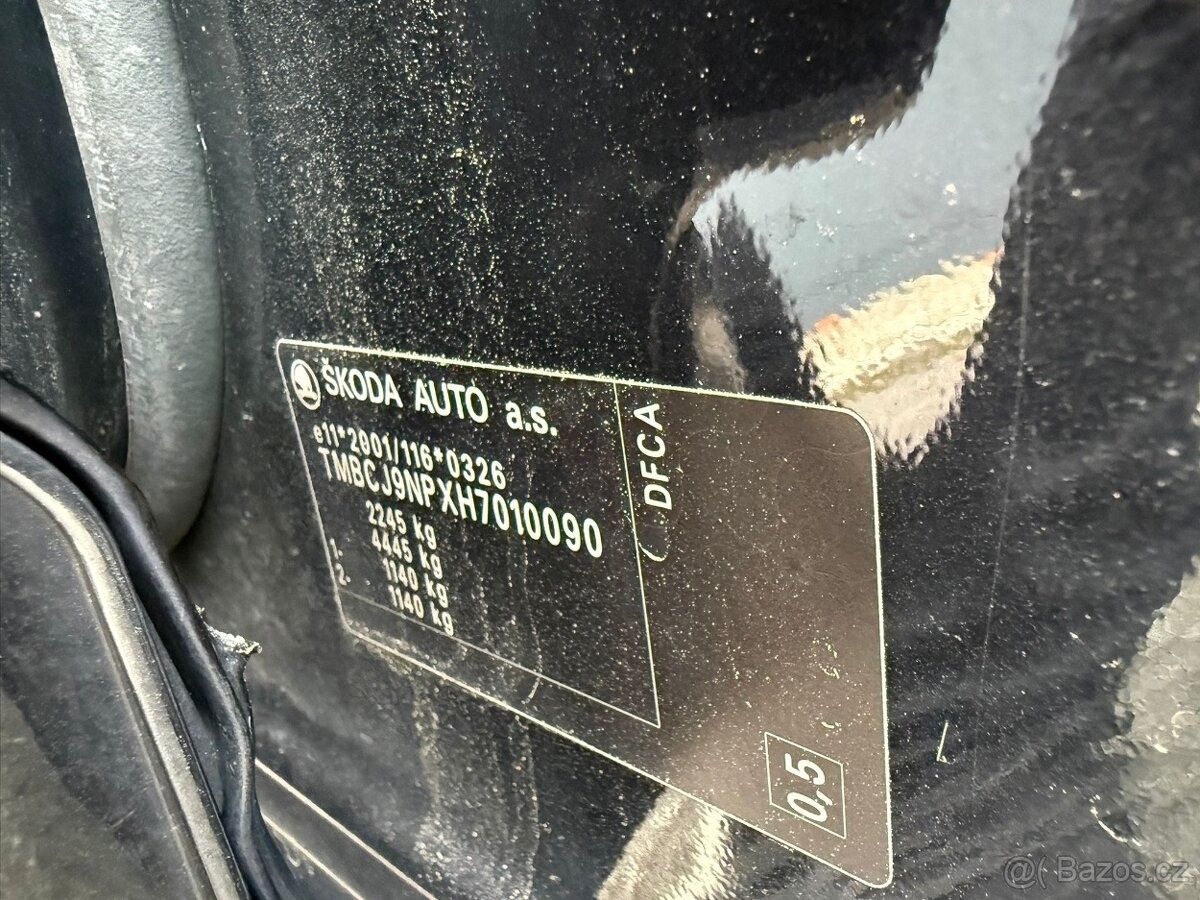 ŠKODA AUTO a.s.
e11*2001/116*0326
TMBCJ9NPXH7010090
2245 kg
4445 kg
1. 1140 kg
2. 1140 kg
DFCA
0,5
@( Bazos.cz